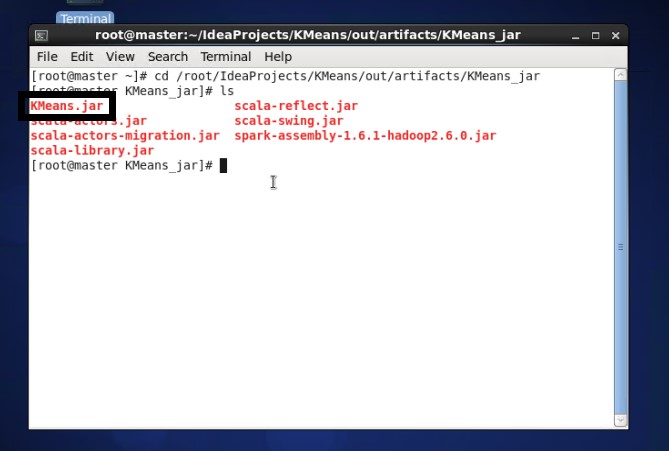 Terminal
root@master:~/IdeaProjects/KMeans/out/artifacts/KMeans_jar
File Edit View Search Terminal Help
[root@master ~]# cd /root/IdeaProjects/KMeans/out/artifacts/KMeans_jar
[root@master KMeans_jar]# ls
KMeans.jar scala-reflect.jar
scala-actors.jar scala-swing.jar
scala-actors-migration.jar spark-assembly-1.6.1-hadoop2.6.0.jar
scala-library.jar
[root@master KMeans_jar]#